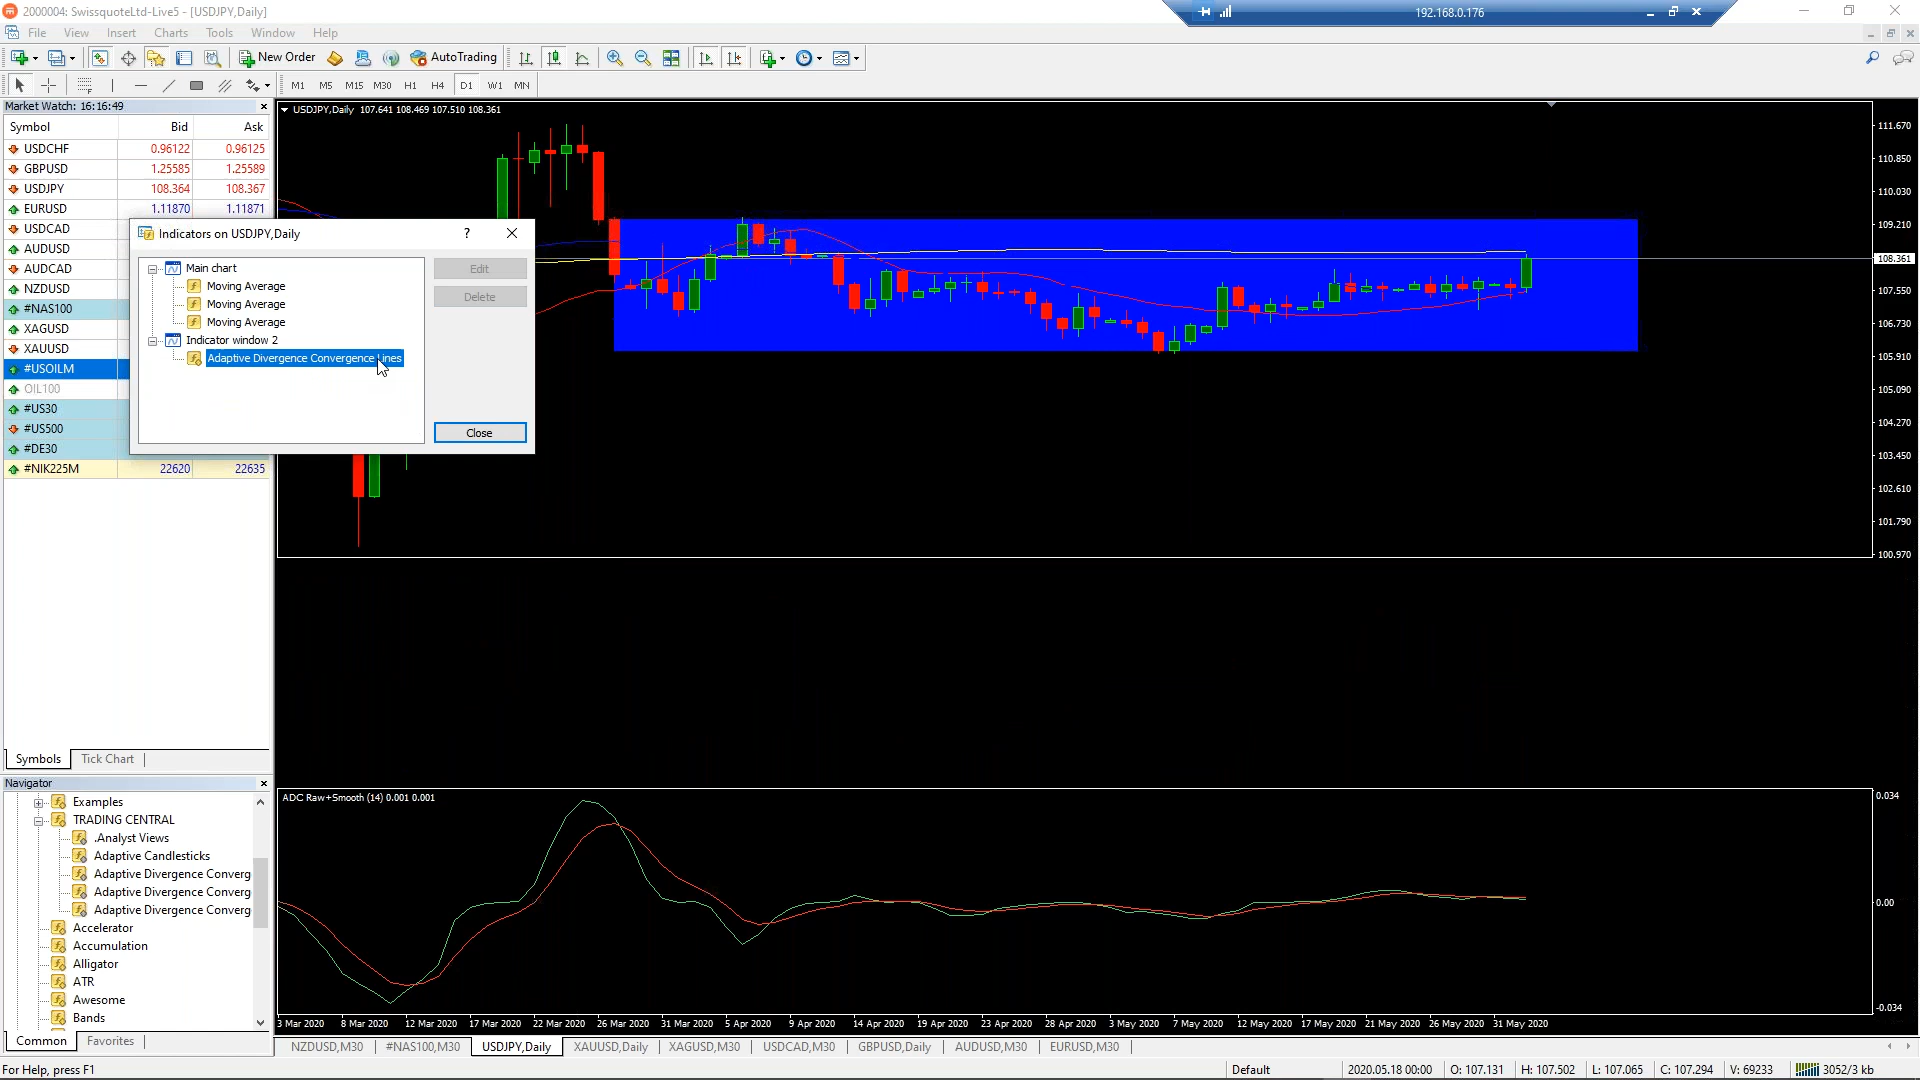 2000004: SwissquoteLtd-Live5 - [USDJPY,Daily]
192.168.0.176
File View Insert Charts Tools Window Help
New Order AutoTrading
M1 M5 M15 M30 H1 H4 D1 W1 MN
Market Watch: 16:16:49
Symbol Bid Ask
USDCHF 0.96122 0.96125
GBPUSD 1.25585 1.25589
USDJPY 108.364 108.367
EURUSD 1.11870 1.11871
USDCAD
AUDUSD
AUDCAD
NZDUSD
#NAS100
XAGUSD
XAUUSD
#USOILM
OIL100
#US30
#US500
#DE30
#NIK225M 22620 22635
Symbols Tick Chart
Indicators on USDJPY,Daily
?
Main chart
Moving Average
Moving Average
Moving Average
Indicator window 2
Adaptive Divergence Convergence Lines
Edit
Delete
Close
USDJPY,Daily 107.641 108.469 107.510 108.361
111.670
110.850
110.030
109.210
108.361
107.550
106.730
105.910
105.090
104.270
103.450
102.610
101.790
100.970
Navigator
Examples
TRADING CENTRAL
.Analyst Views
Adaptive Candlesticks
Adaptive Divergence Converg
Adaptive Divergence Converg
Adaptive Divergence Converg
Accelerator
Accumulation
Alligator
ATR
Awesome
Bands
Common Favorites
ADC Raw+Smooth (14) 0.001 0.001
0.034
0.00
-0.034
3 Mar 2020 8 Mar 2020 12 Mar 2020 17 Mar 2020 22 Mar 2020 26 Mar 2020 31 Mar 2020 5 Apr 2020 9 Apr 2020 14 Apr 2020 19 Apr 2020 23 Apr 2020 28 Apr 2020 3 May 2020 7 May 2020 12 May 2020 17 May 2020 21 May 2020 26 May 2020 31 May 2020
NZDUSD,M30 #NAS100,M30 USDJPY,Daily XAUUSD,Daily XAGUSD,M30 USDCAD,M30 GBPUSD,Daily AUDUSD,M30 EURUSD,M30
For Help, press F1
Default
2020.05.18 00:00 O: 107.131 H: 107.502 L: 107.065 C: 107.294 V: 69233 3052/3 kb